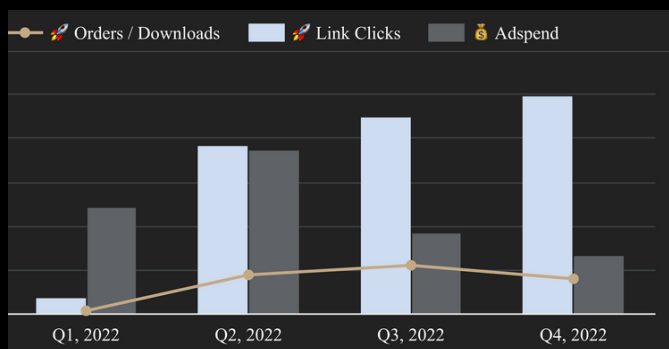 🚀 Orders / Downloads 🚀 Link Clicks 💰 Adspend
Q1, 2022 Q2, 2022 Q3, 2022 Q4, 2022